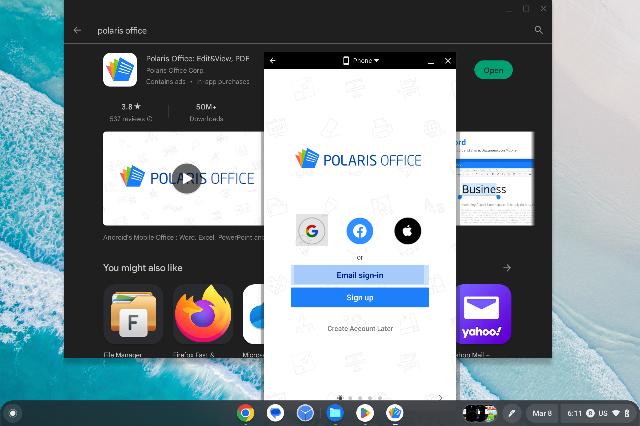 polaris office
Polaris Office: Edit&View, PDF
Polaris Office Corp.
Contains ads • In-app purchases
3.8★
537 reviews
50M+
Downloads
Open
Phone
POLARIS OFFICE
POLARIS OFFICE
Business
Android's Mobile Office : Word, Excel, PowerPoint and
or
Email sign-in
Sign up
Create Account Later
You might also like
F
yahoo!
File Manager
Firefox Fast &
Mail –
Mar 8
6:11
US